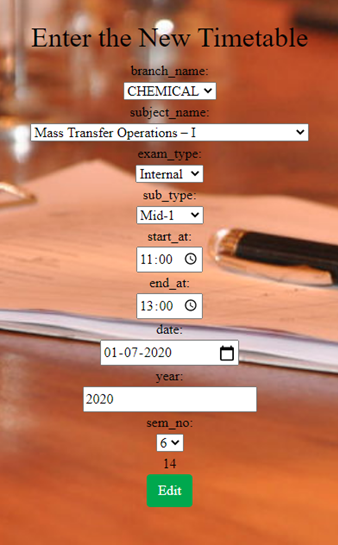 Enter the New Timetable
branch_name:
CHEMICAL
subject_name:
Mass Transfer Operations – I
exam_type:
Internal
sub_type:
Mid-1
start_at:
11:00
end_at:
13:00
date:
01-07-2020
year:
2020
sem_no:
6
14
Edit